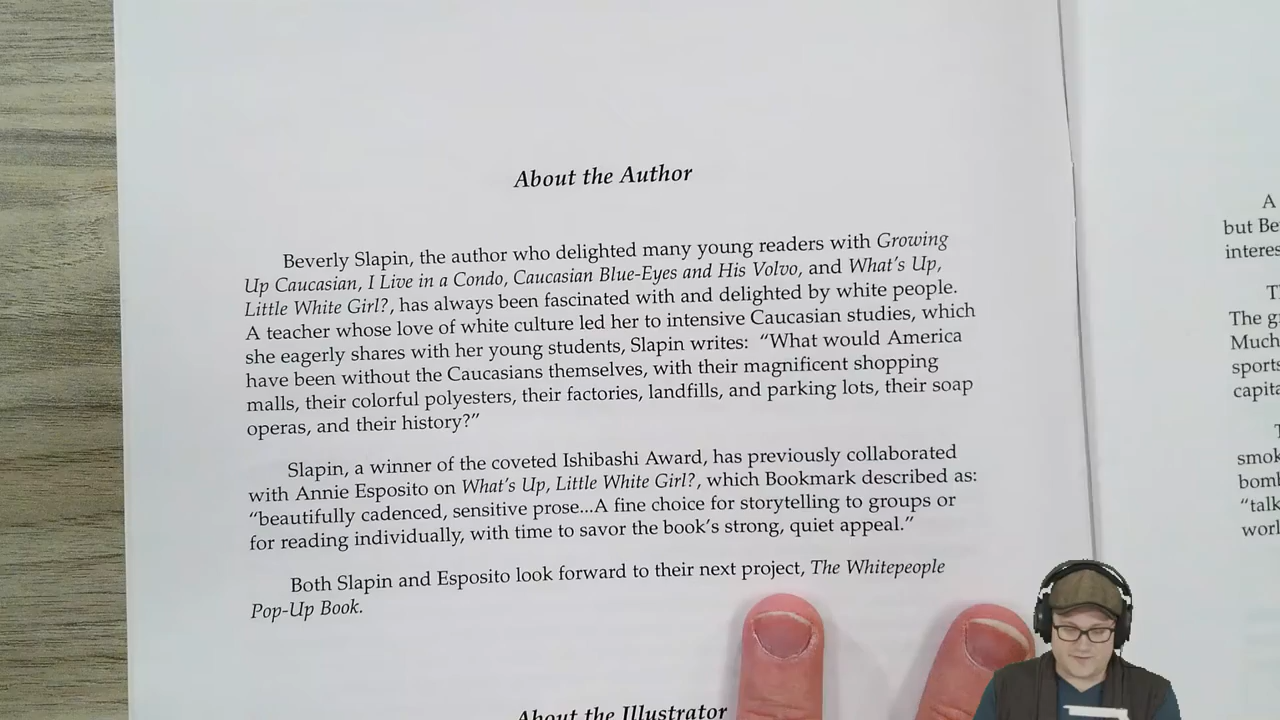 About the Author
Beverly Slapin, the author who delighted many young readers with Growing
Up Caucasian, I Live in a Condo, Caucasian Blue-Eyes and His Volvo, and What's Up,
Little White Girl?, has always been fascinated with and delighted by white people.
A teacher whose love of white culture led her to intensive Caucasian studies, which
she eagerly shares with her young students, Slapin writes: “What would America
have been without the Caucasians themselves, with their magnificent shopping
malls, their colorful polyesters, their factories, landfills, and parking lots, their soap
operas, and their history?”
Slapin, a winner of the coveted Ishibashi Award, has previously collaborated
with Annie Esposito on What's Up, Little White Girl?, which Bookmark described as:
“beautifully cadenced, sensitive prose...A fine choice for storytelling to groups or
for reading individually, with time to savor the book's strong, quiet appeal.”
Both Slapin and Esposito look forward to their next project, The Whitepeople
Pop-Up Book.
About the Illustrator
A
but Be
interes
T
The g
Much
sports
capita
T
smok
bomb
“talk
worl